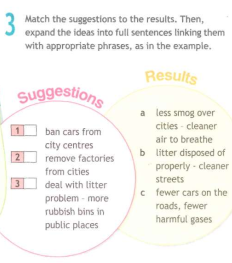 3 Match the suggestions to the results. Then,
expand the ideas into full sentences linking them
with appropriate phrases, as in the example.
Suggestions
1 ban cars from
city centres
2 remove factories
from cities
3 deal with litter
problem - more
rubbish bins in
public places
Results
a less smog over
cities - cleaner
air to breathe
b litter disposed of
properly - cleaner
streets
c fewer cars on the
roads, fewer
harmful gases